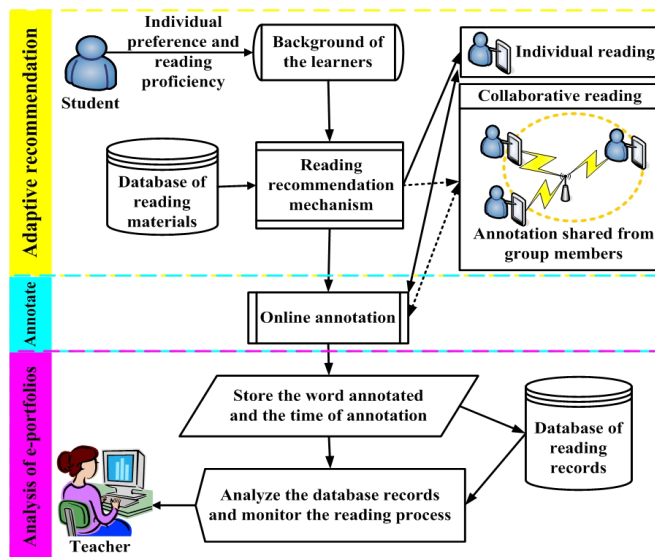 Adaptive recommendation
Individual
preference and
reading
proficiency
Student
Background of
the learners
Individual reading
Collaborative reading
Annotation shared from
group members
Database of
reading
materials
Reading
recommendation
mechanism
Annotate
Online annotation
Analysis of e-portfolios
Store the word annotated
and the time of annotation
Database of
reading
records
Analyze the database records
and monitor the reading process
Teacher